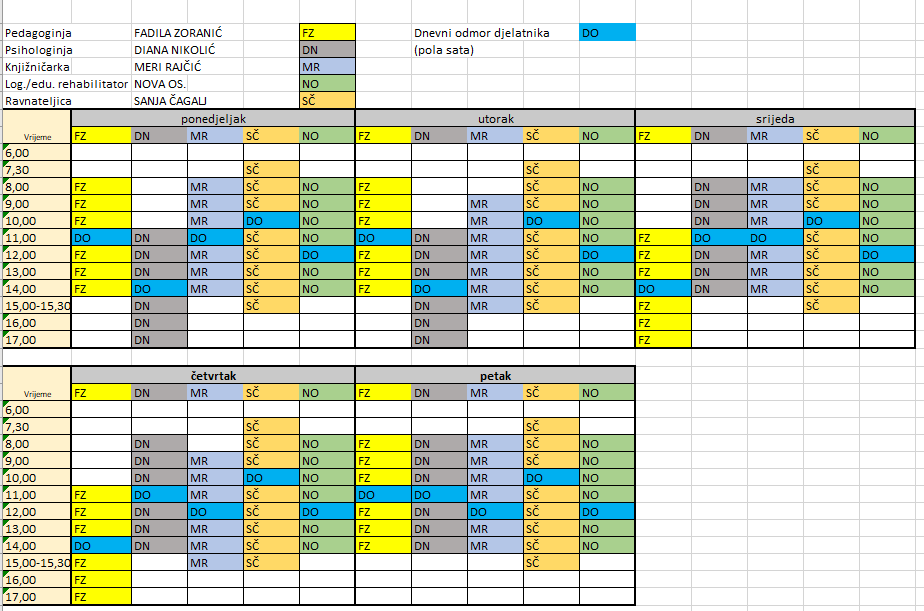 Pedagoginja FADILA ZORANIĆ FZ Dnevni odmor djelatnika DO
Psihologinja DIANA NIKOLIĆ DN (pola sata)
Knjižničarka MERI RAJČIĆ MR
Log./edu. rehabilitator NOVA OS. NO
Ravnateljica SANJA ČAGALJ SČ
ponedjeljak utorak srijeda
Vrijeme FZ DN MR SČ NO FZ DN MR SČ NO FZ DN MR SČ NO
6,00
7,30 SČ SČ SČ
8,00 FZ MR SČ NO FZ SČ NO DN MR SČ NO
9,00 FZ MR SČ NO FZ MR SČ NO DN MR SČ NO
10,00 FZ MR DO NO FZ MR DO NO DN MR DO NO
11,00 DO DN DO SČ NO DO DN MR SČ NO FZ DO DO SČ NO
12,00 FZ DN MR SČ DO FZ DN MR SČ DO FZ DN MR SČ DO
13,00 FZ DN MR SČ NO FZ DN MR SČ NO FZ DN MR SČ NO
14,00 FZ DO MR SČ NO FZ DO MR SČ NO DO DN MR SČ NO
15,00-15,30 DN SČ DN MR SČ FZ SČ
16,00 DN DN FZ
17,00 DN DN FZ
četvrtak petak
Vrijeme FZ DN MR SČ NO FZ DN MR SČ NO
6,00
7,30 SČ SČ
8,00 DN SČ NO FZ DN MR SČ NO
9,00 DN MR SČ NO FZ DN MR SČ NO
10,00 DN MR DO NO FZ DN MR DO NO
11,00 FZ DO MR SČ NO DO DO MR SČ NO
12,00 FZ DN DO SČ DO FZ DN DO SČ DO
13,00 FZ DN MR SČ NO FZ DN MR SČ NO
14,00 DO DN MR SČ NO FZ DN MR SČ NO
15,00-15,30 FZ MR SČ SČ
16,00 FZ
17,00 FZ